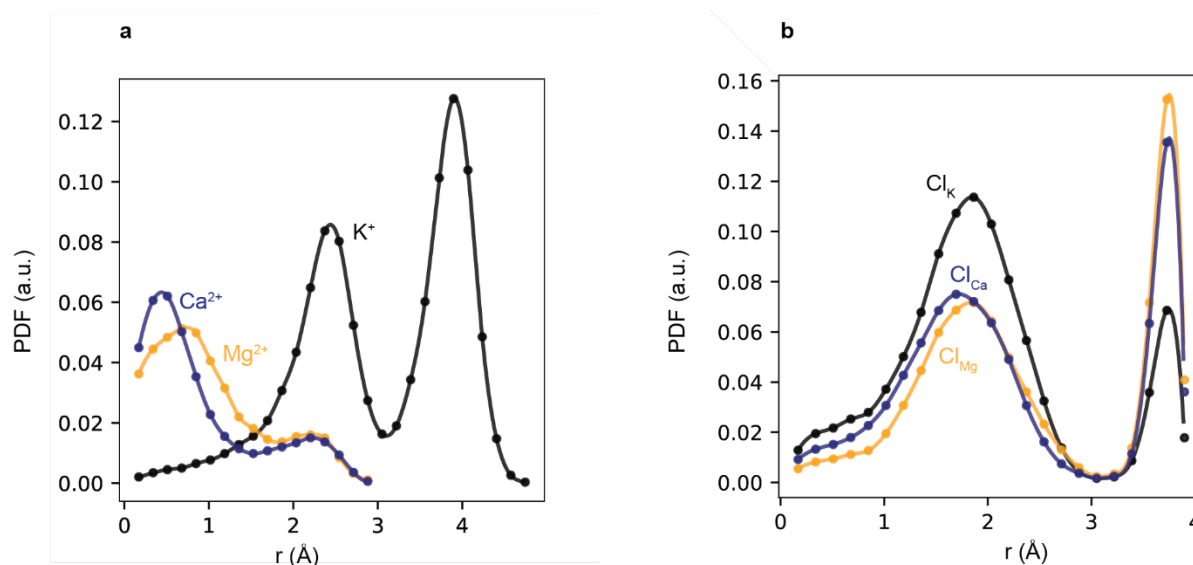 a
PDF (a.u.)
0.12
0.10
0.08
0.06
0.04
0.02
0.00
K⁺
Ca²⁺
Mg²⁺
0 1 2 3 4
r (Å)
b
PDF (a.u.)
0.16
0.14
0.12
0.10
0.08
0.06
0.04
0.02
0.00
Cl_K
Cl_Ca
Cl_Mg
0 1 2 3 4
r (Å)